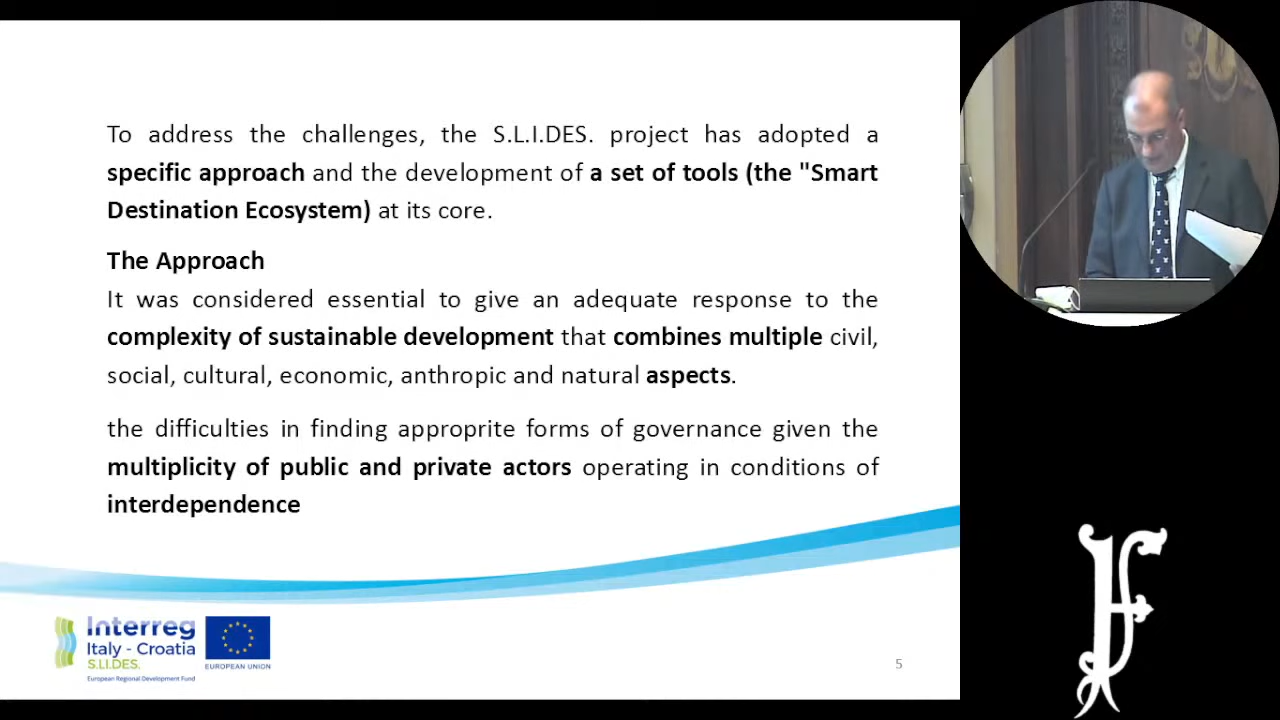 To address the challenges, the S.L.I.DES. project has adopted a
specific approach and the development of a set of tools (the "Smart
Destination Ecosystem) at its core.
The Approach
It was considered essential to give an adequate response to the
complexity of sustainable development that combines multiple civil,
social, cultural, economic, anthropic and natural aspects.
the difficulties in finding approprite forms of governance given the
multiplicity of public and private actors operating in conditions of
interdependence
Interreg
Italy - Croatia
S.LI.DES.
European Regional Development Fund
EUROPEAN UNION
5